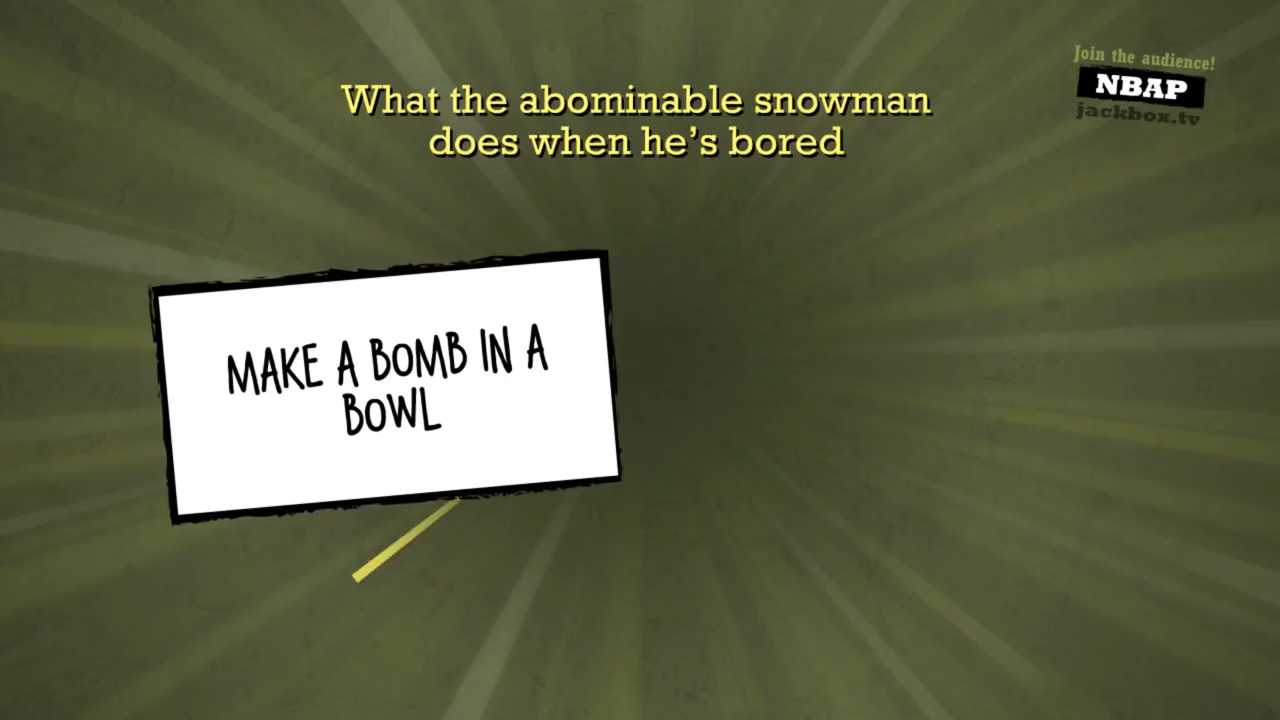 Join the audience!
NBAP
jackbox.tv
What the abominable snowman
does when he's bored
MAKE A BOMB IN A
BOWL